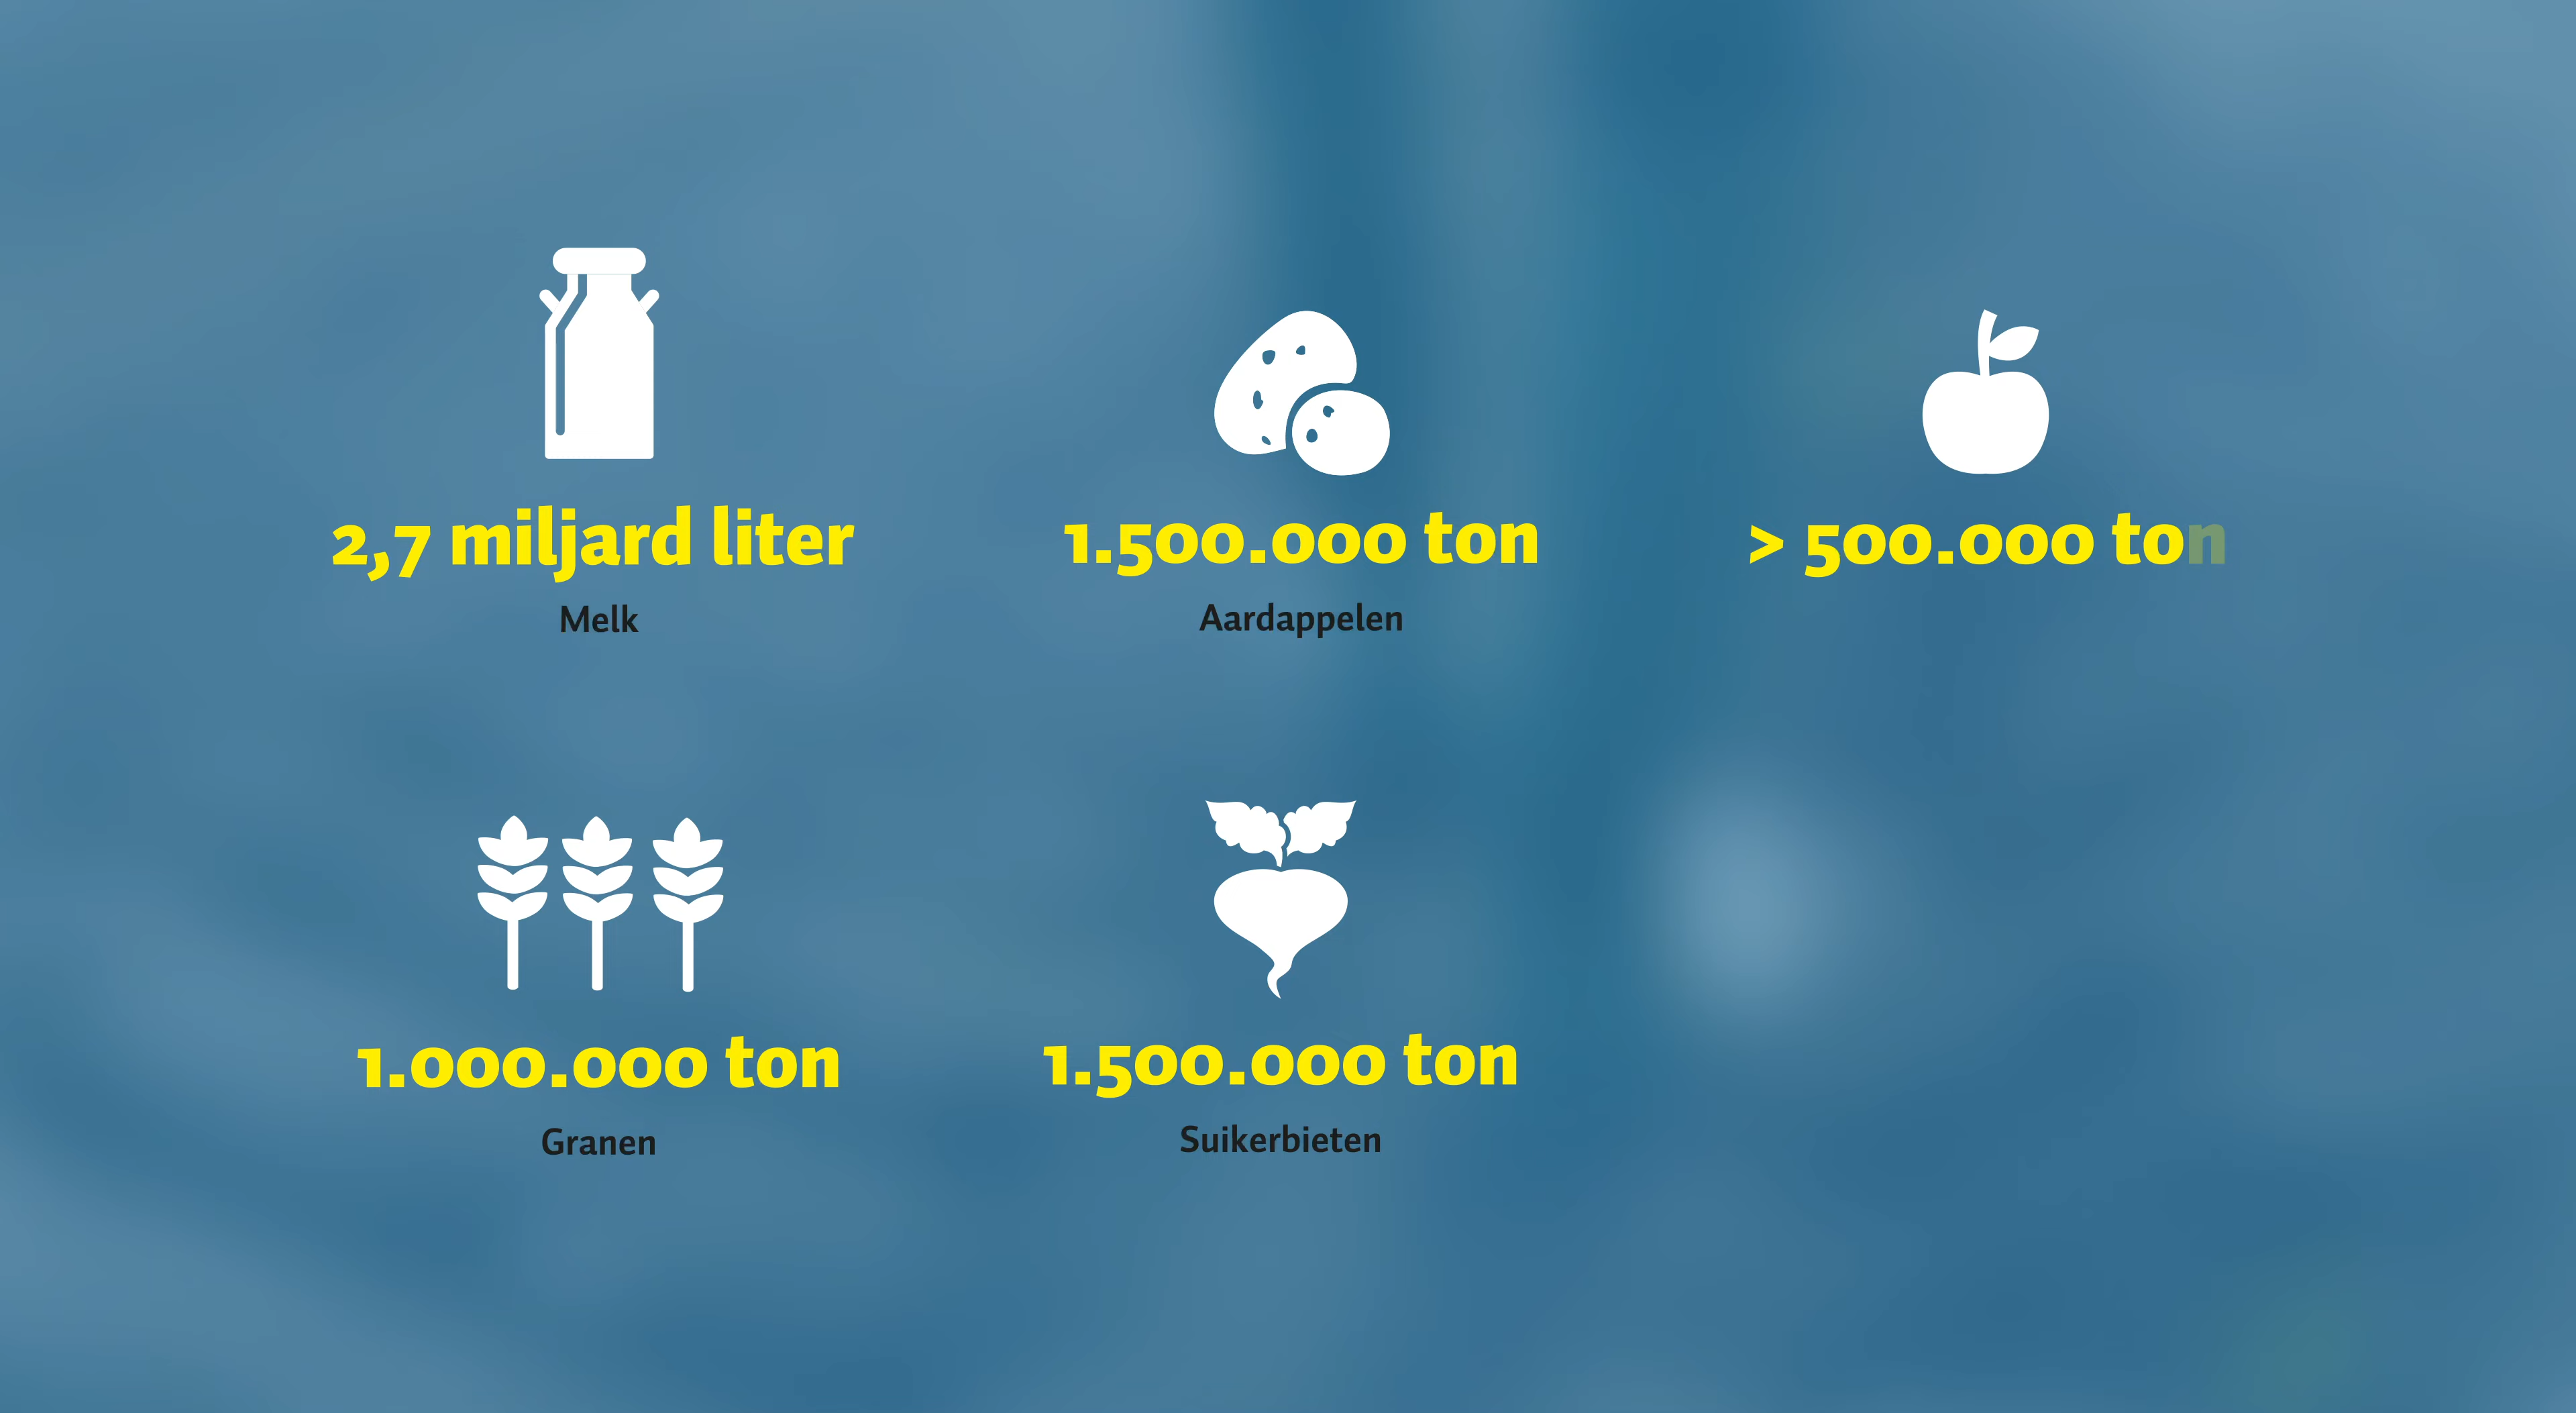 2,7 miljard liter
Melk
1.500.000 ton
Aardappelen
> 500.000 ton
1.000.000 ton
Granen
1.500.000 ton
Suikerbieten